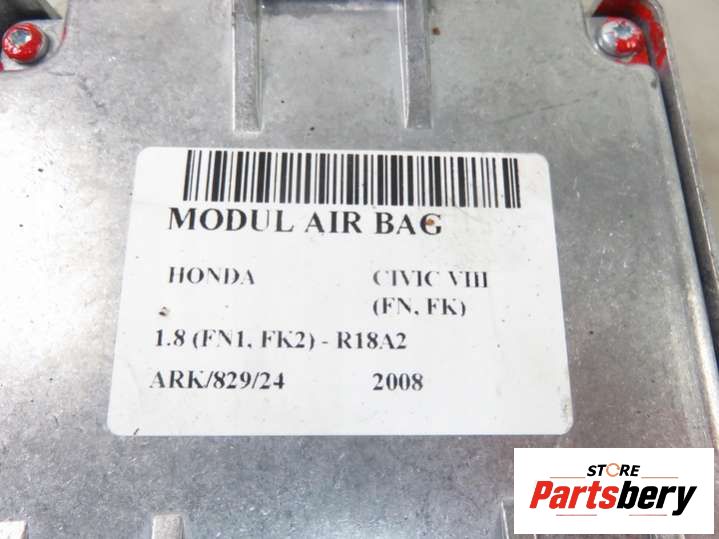 MODUL AIR BAG
HONDA CIVIC VIII
(FN, FK)
1.8 (FN1, FK2) - R18A2
ARK/829/24 2008
STORE
Partsbery